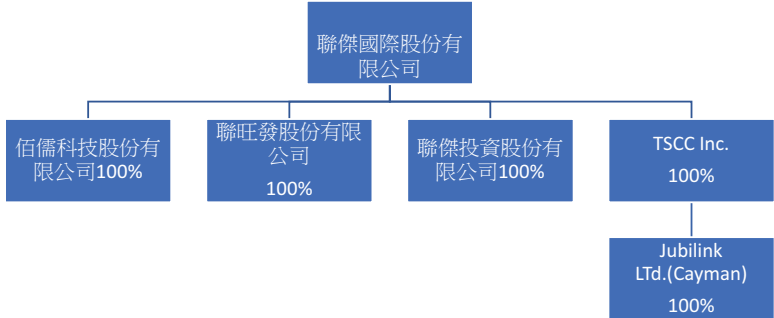 聯傑國際股份有
限公司
佰儒科技股份有
限公司100%
聯旺發股份有限
公司
100%
聯傑投資股份有
限公司100%
TSCC Inc.
100%
Jubilink
LTd.(Cayman)
100%